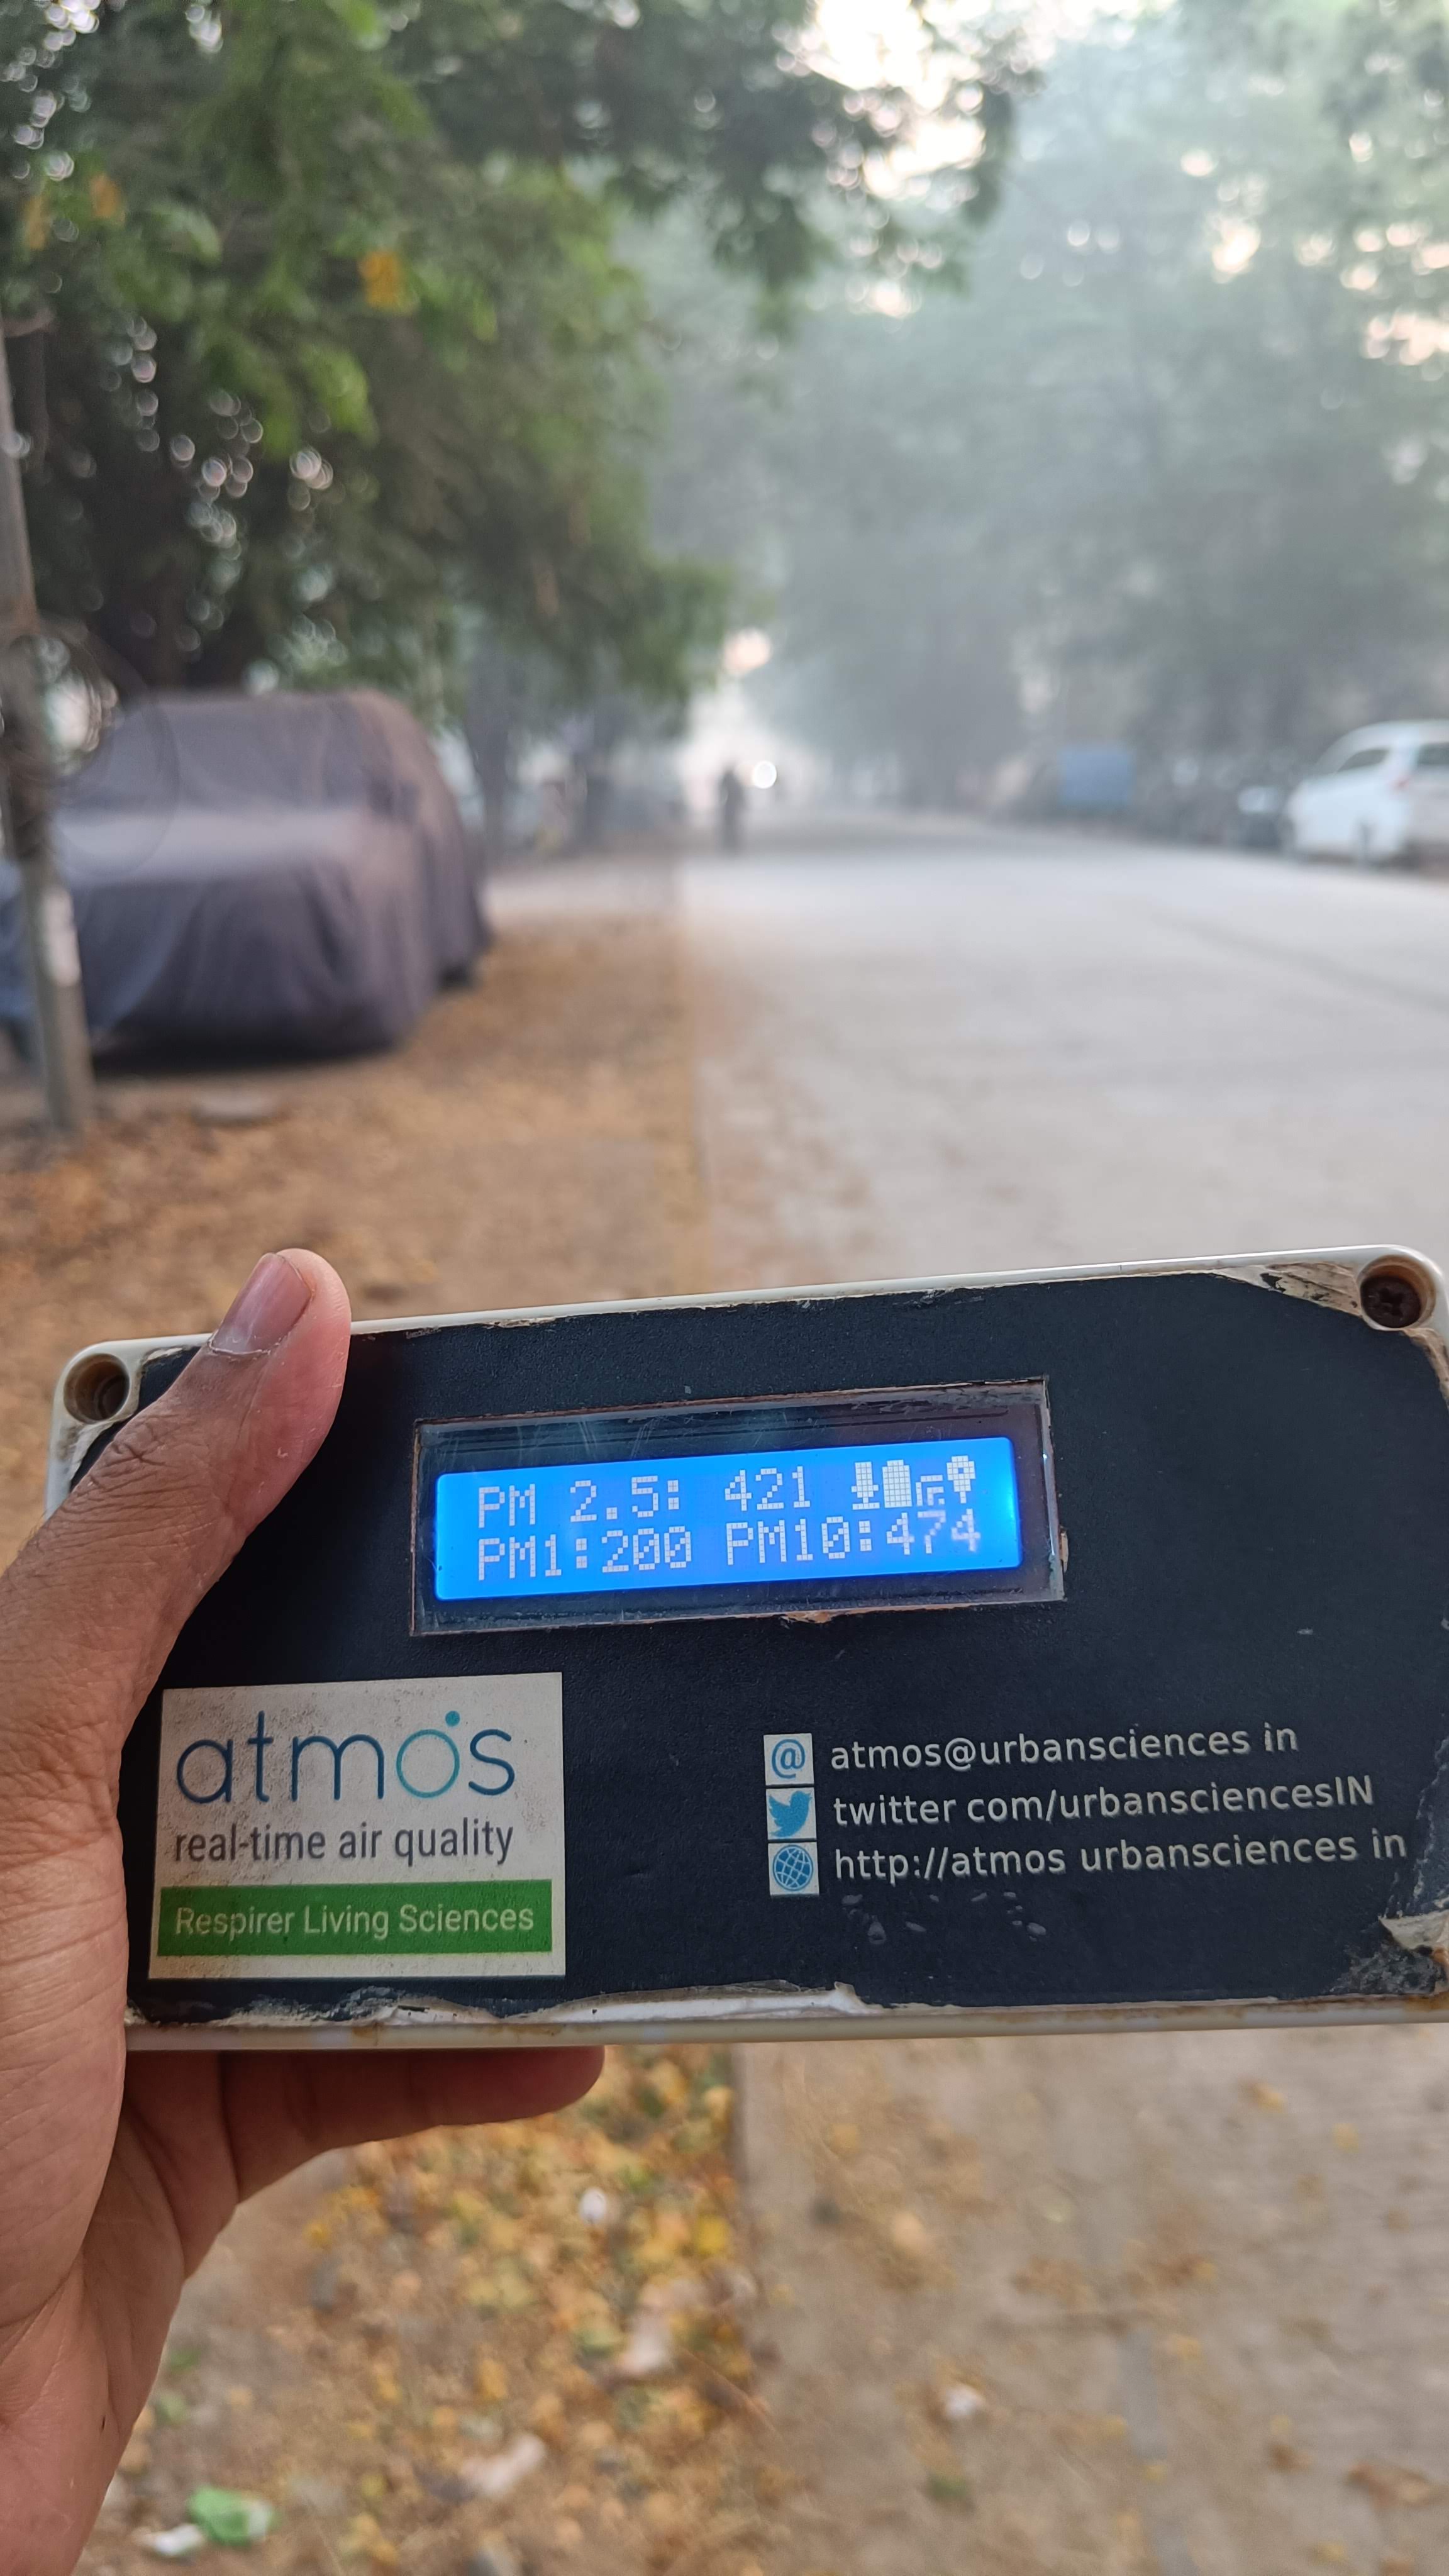 PM 2.5: 421
PM1:200 PM10:474
atmos
real-time air quality
Respirer Living Sciences
@ atmos@urbansciences in
twitter com/urbansciencesIN
http://atmos urbansciences in